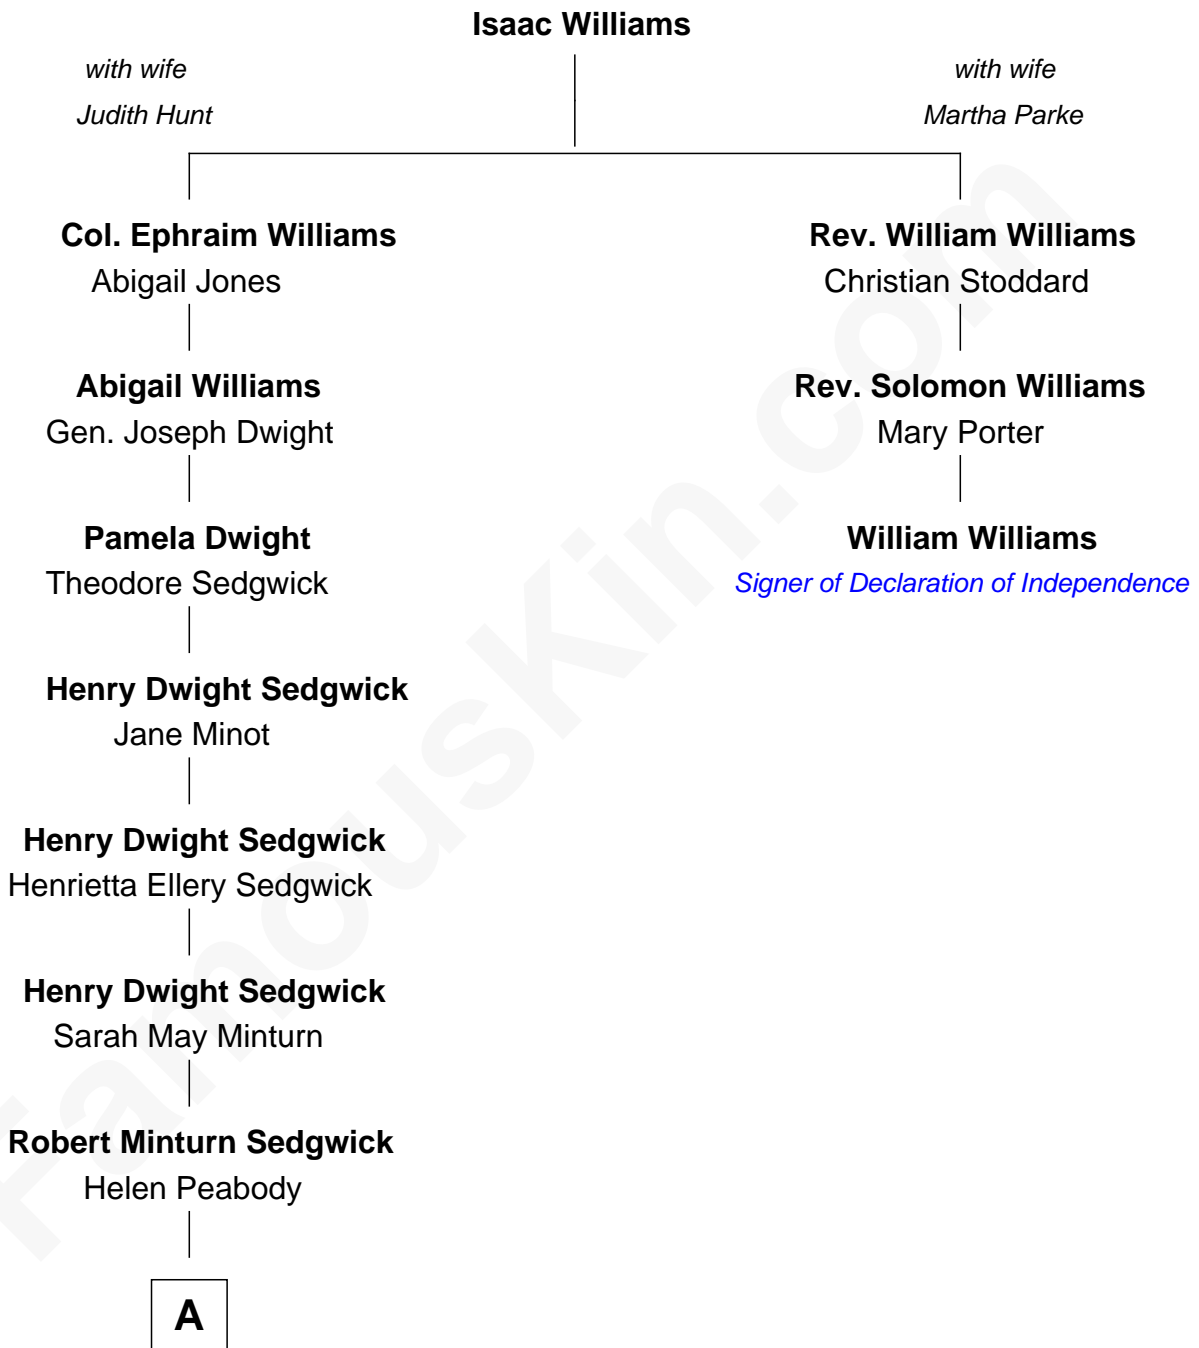 Isaac Williams
with wife
Judith Hunt
with wife
Martha Parke
Col. Ephraim Williams
Abigail Jones
Rev. William Williams
Christian Stoddard
Abigail Williams
Gen. Joseph Dwight
Rev. Solomon Williams
Mary Porter
Pamela Dwight
Theodore Sedgwick
William Williams
Signer of Declaration of Independence
Henry Dwight Sedgwick
Jane Minot
Henry Dwight Sedgwick
Henrietta Ellery Sedgwick
Henry Dwight Sedgwick
Sarah May Minturn
Robert Minturn Sedgwick
Helen Peabody
A
FamousKin.com